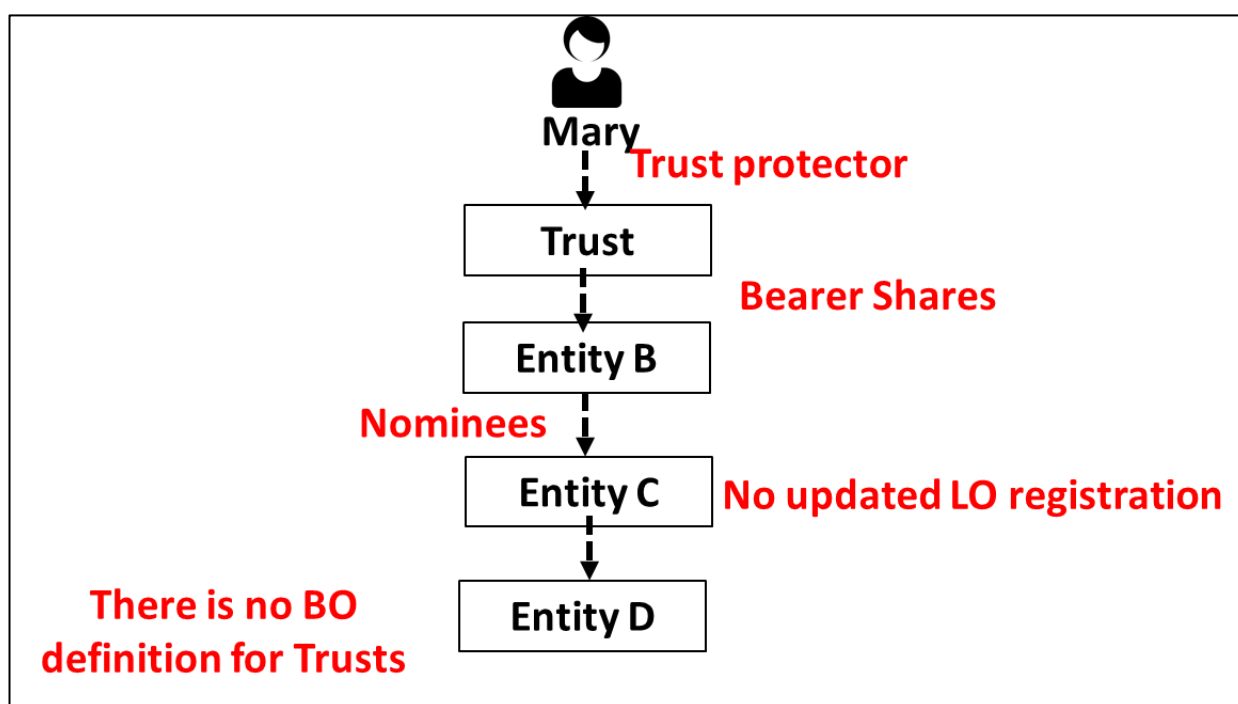 Mary
Trust protector
Trust
Bearer Shares
Entity B
Nominees
Entity C
No updated LO registration
There is no BO
definition for Trusts
Entity D